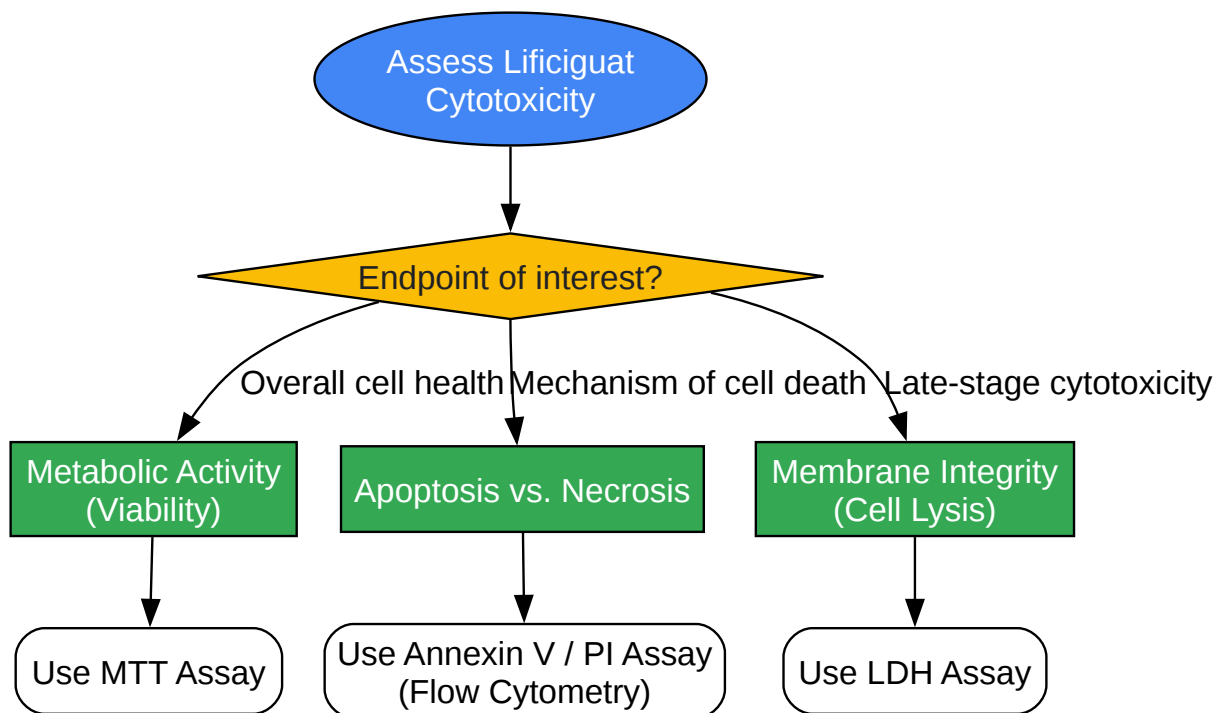 Assess Lificiguat
Cytotoxicity
Endpoint of interest?
Overall cell health
Mechanism of cell death
Late-stage cytotoxicity
Metabolic Activity
(Viability)
Apoptosis vs. Necrosis
Membrane Integrity
(Cell Lysis)
Use MTT Assay
Use Annexin V / PI Assay
(Flow Cytometry)
Use LDH Assay